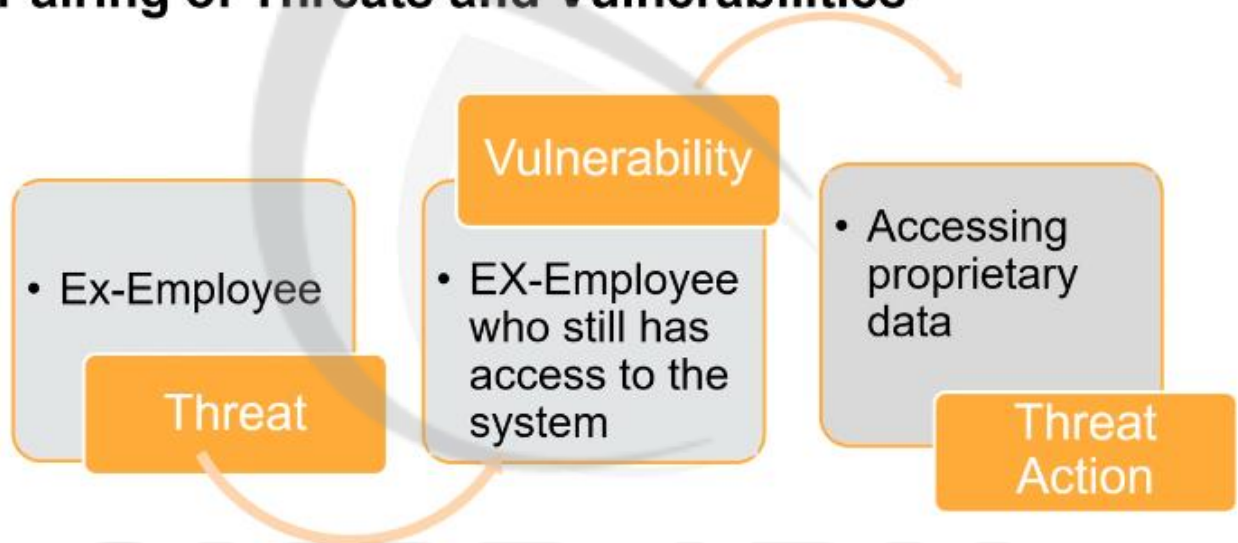 Pairing of Threats and Vulnerabilities
• Ex-Employee
Threat
Vulnerability
• EX-Employee
who still has
access to the
system
• Accessing
proprietary
data
Threat
Action